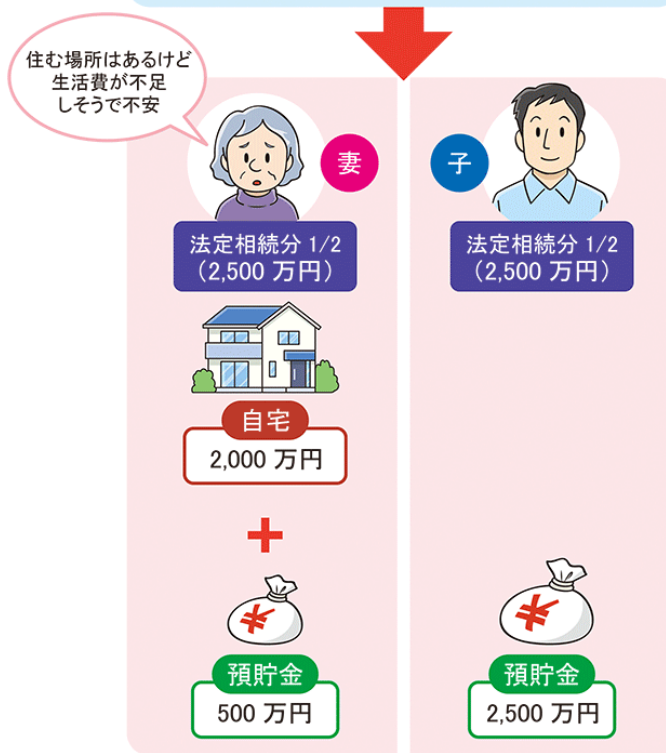 住む場所はあるけど
生活費が不足
しそうで不安
妻
法定相続分 1/2
（2,500 万円）
自宅
2,000 万円
+
¥
預貯金
500 万円
子
法定相続分 1/2
（2,500 万円）
¥
預貯金
2,500 万円